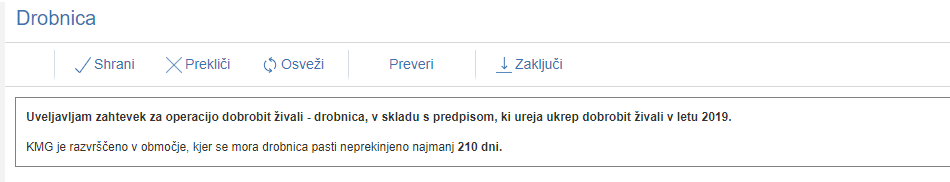 Drobnica
Shrani Prekliči Osveži Preveri Zaključi
Uveljavljam zahtevek za operacijo dobrobit živali - drobnica, v skladu s predpisom, ki ureja ukrep dobrobit živali v letu 2019.
KMG je razvrščeno v območje, kjer se mora drobnica pasti neprekinjeno najmanj 210 dni.